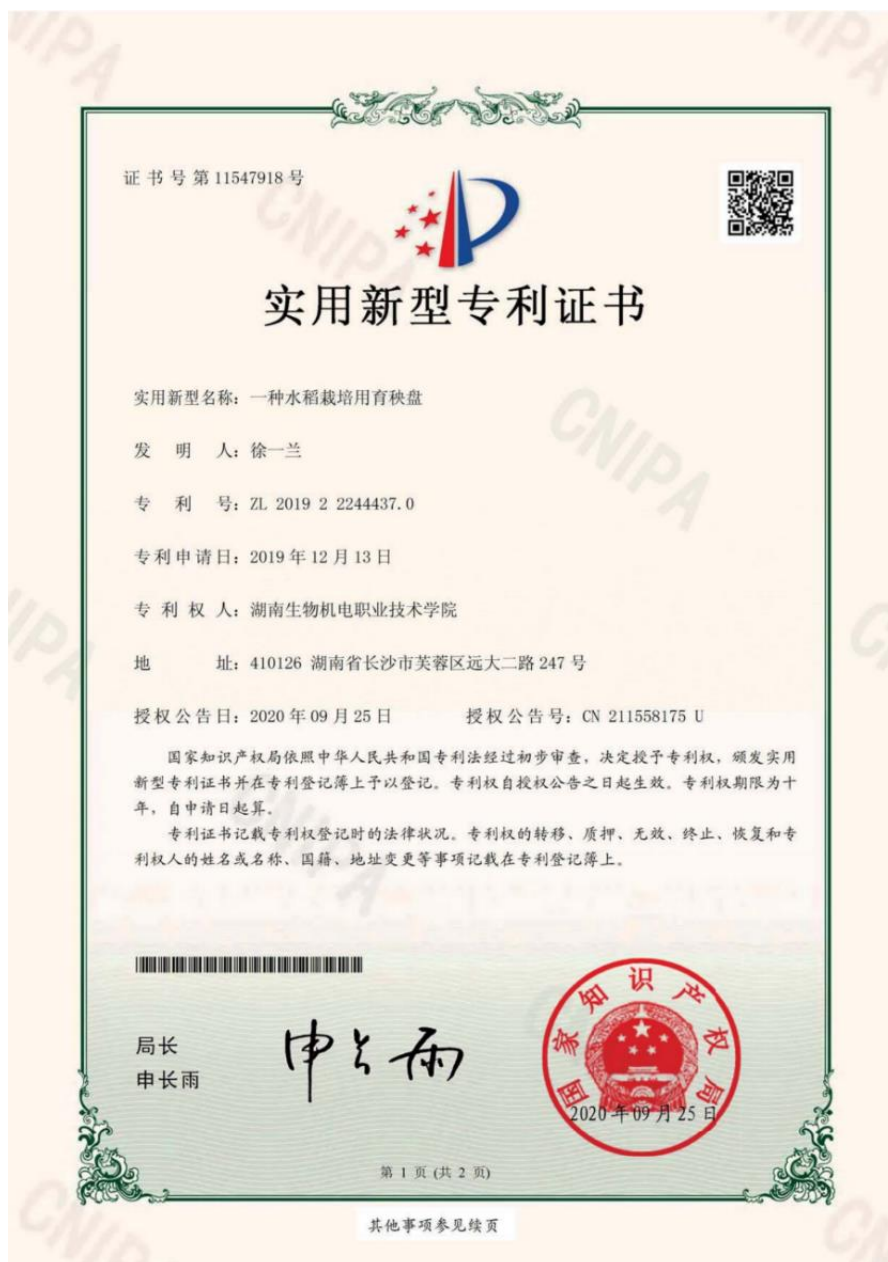 证书号第11547918号
实用新型专利证书
实用新型名称：一种水稻栽培用育秧盘
发明人：徐一兰
专利号：ZL 2019 2 2244437.0
专利申请日：2019年12月13日
专利权人：湖南生物机电职业技术学院
地址：410126 湖南省长沙市芙蓉区远大二路247号
授权公告日：2020年09月25日 授权公告号：CN 211558175 U
国家知识产权局依照中华人民共和国专利法经过初步审查，决定授予专利权，颁发实用
新型专利证书并在专利登记簿上予以登记。专利权自授权公告之日起生效。专利权期限为十
年，自申请日起算。
专利证书记载专利权登记时的法律状况。专利权的转移、质押、无效、终止、恢复和专
利权人的姓名或名称、国籍、地址变更等事项记载在专利登记簿上。
局长
申长雨
申长雨
国家知识产权局
2020年09月25日
第 1 页 (共 2 页)
其他事项参见续页
CNIPA
CNIPA
CNIPA
CNIPA